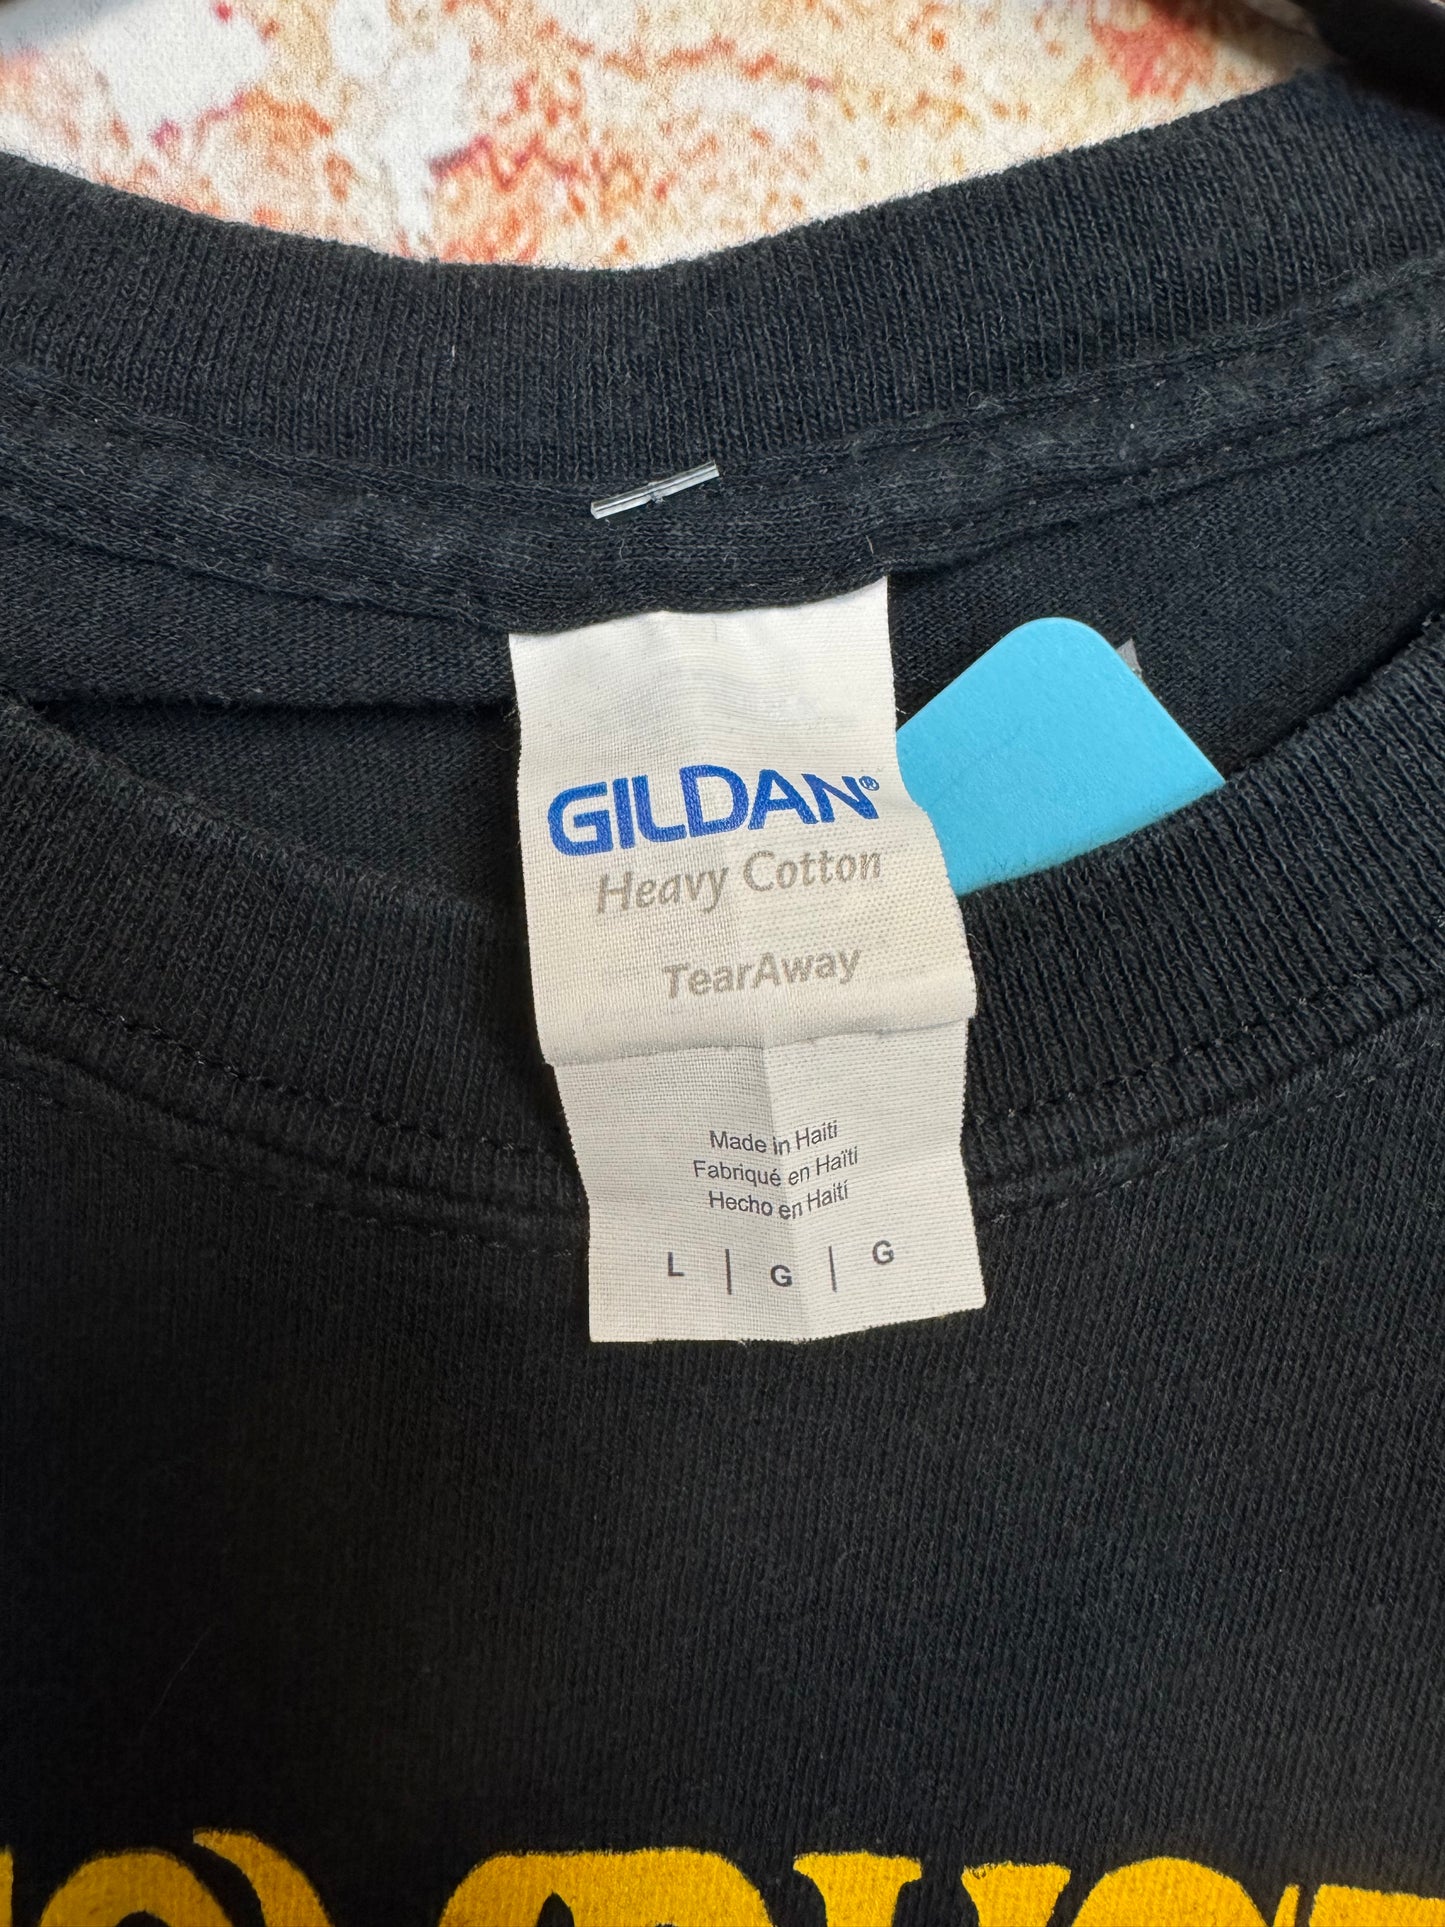 GILDAN®
Heavy Cotton
TearAway
Made in Haiti
Fabriqué en Haïti
Hecho en Haití
L | G | G